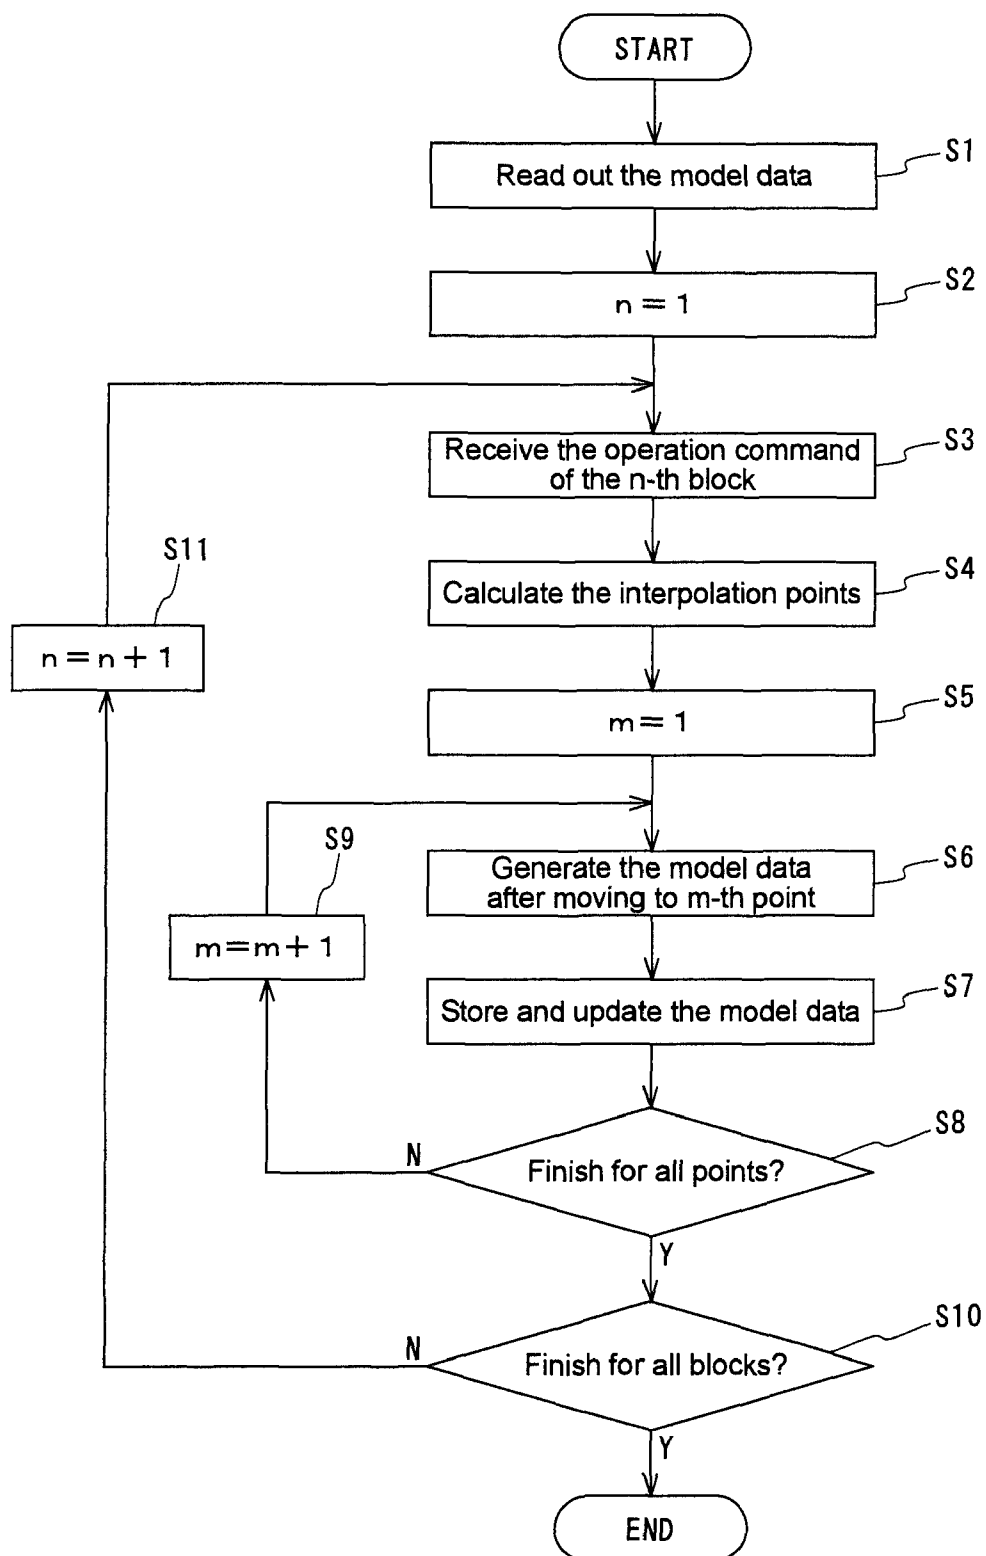 START
S1
Read out the model data
S2
n = 1
S3
Receive the operation command
of the n-th block
S11
S4
Calculate the interpolation points
n = n + 1
S5
m = 1
S9
S6
Generate the model data
after moving to m-th point
m = m + 1
S7
Store and update the model data
S8
N
Finish for all points?
Y
S10
N
Finish for all blocks?
Y
END